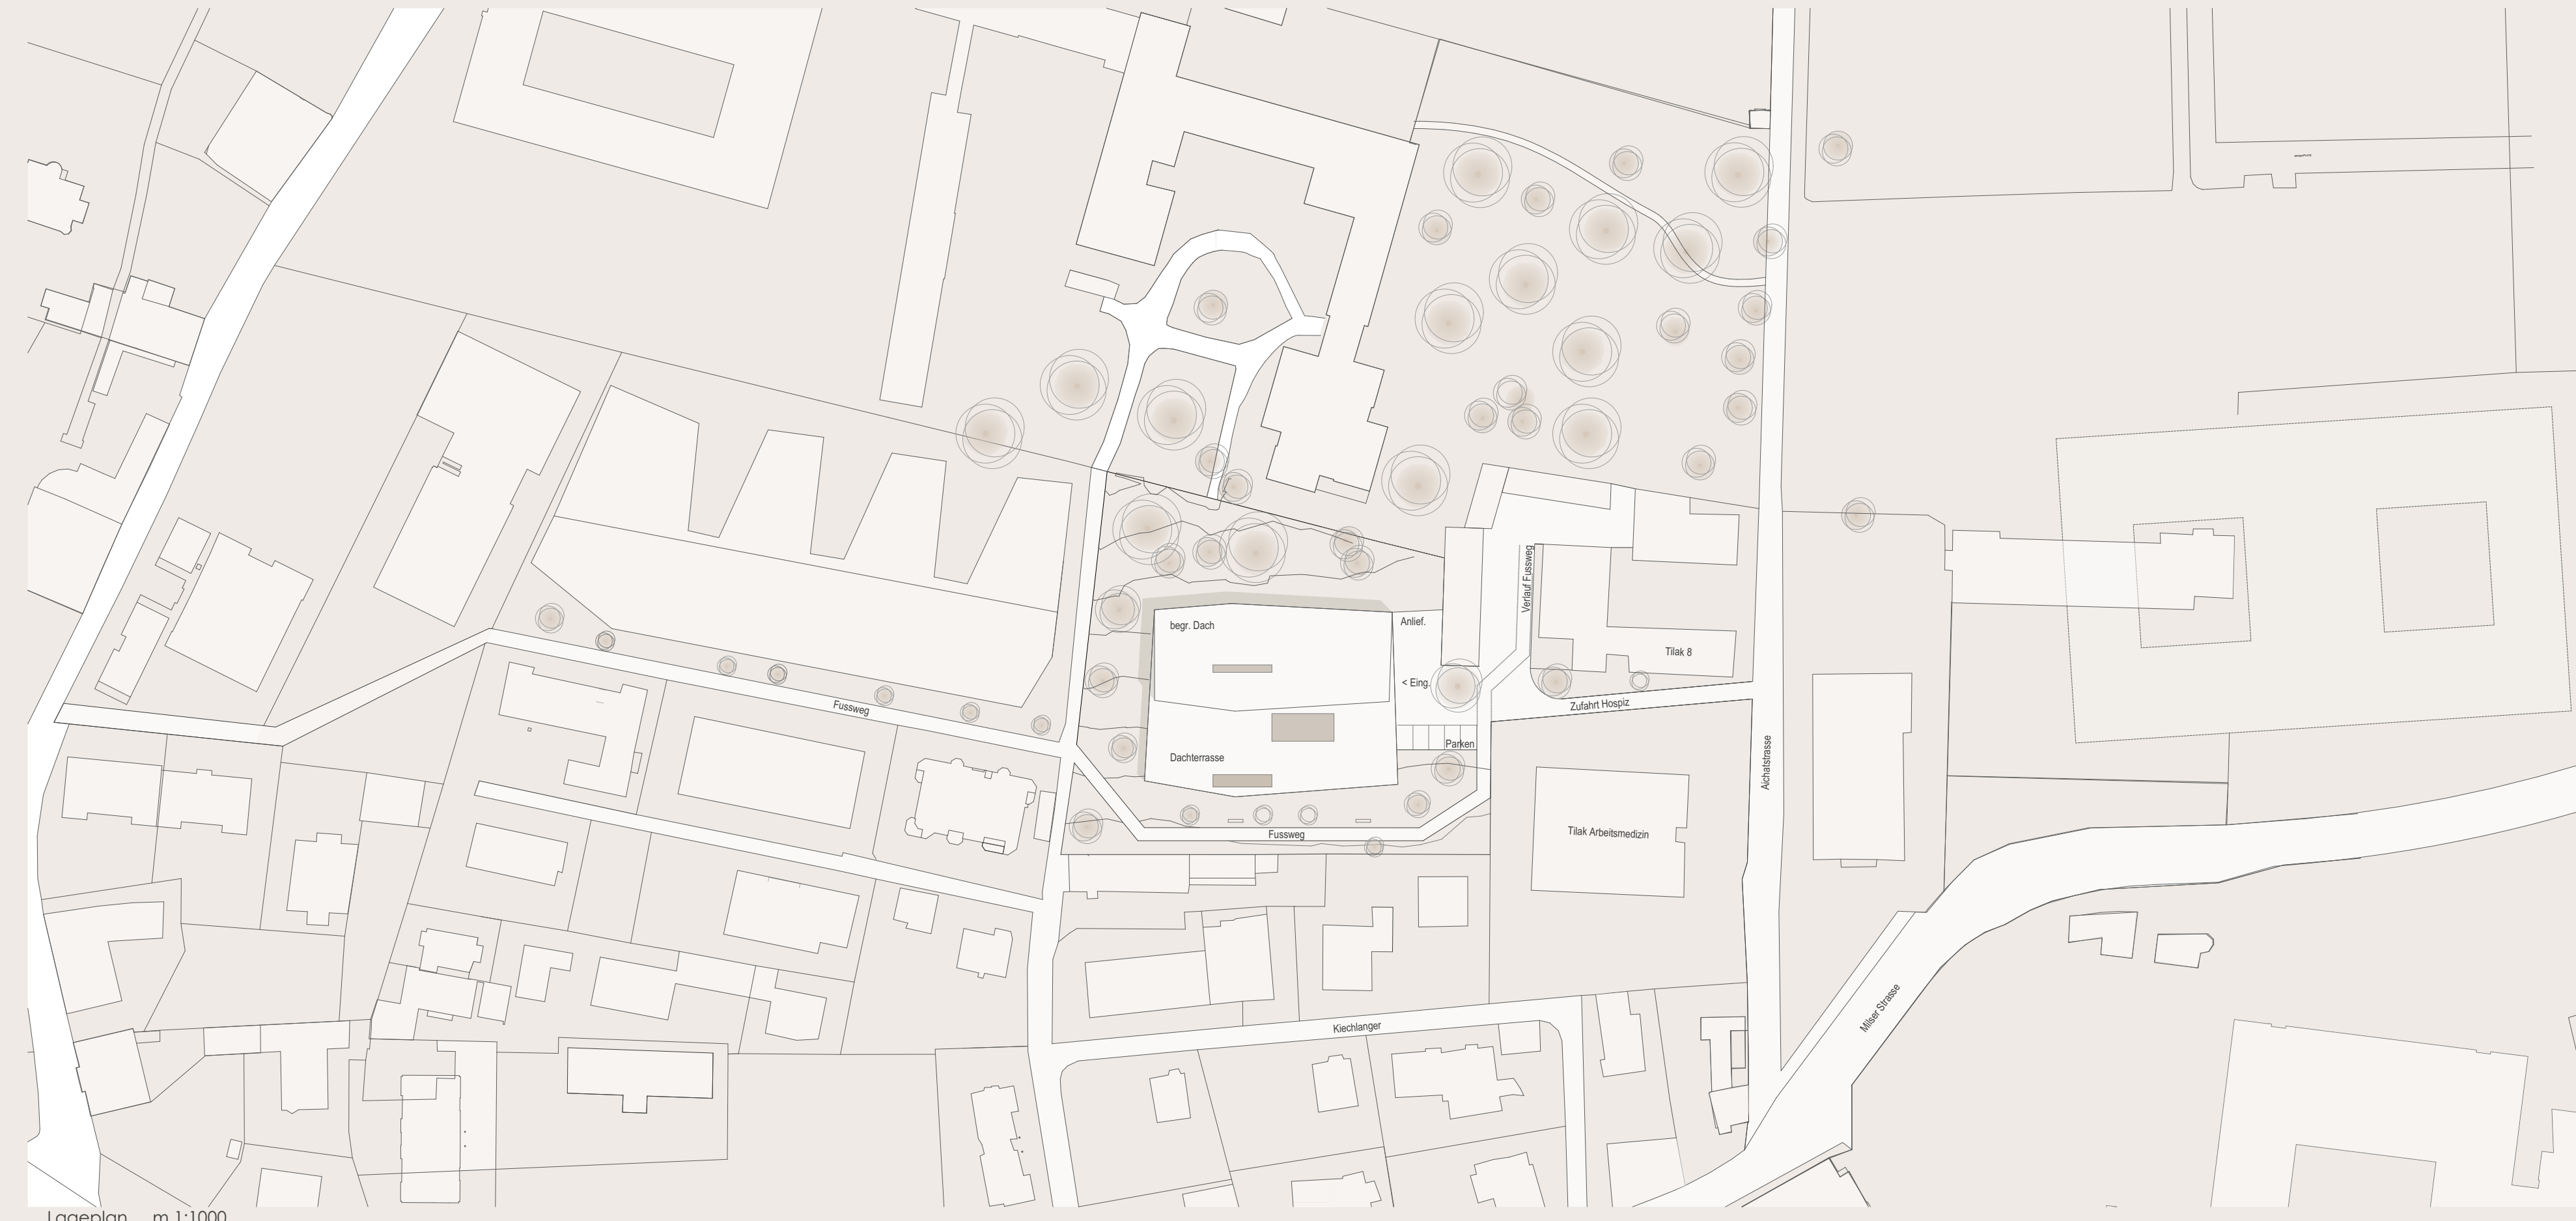 Verlauf Fussweg
begr. Dach
Anlief.
Tilak 8
< Eing.
Zufahrt Hospiz
Fussweg
Parken
Dachterrasse
Aichatstrasse
Fussweg
Tilak Arbeitsmedizin
Milser Strasse
Kiechlanger
Lageplan m 1:1000